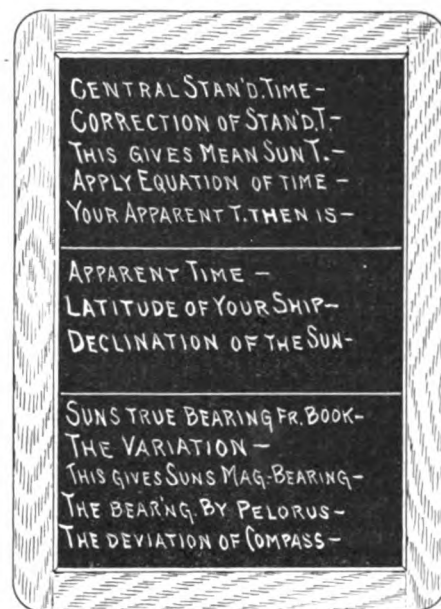 CENTRAL STAN'D. TIME-
CORRECTION OF STAN'D.T.-
THIS GIVES MEAN SUN T.-
APPLY EQUATION OF TIME-
YOUR APPARENT T. THEN IS-
APPARENT TIME-
LATITUDE OF YOUR SHIP-
DECLINATION OF THE SUN-
SUNS TRUE BEARING FR. BOOK-
THE VARIATION-
THIS GIVES SUNS MAG.-BEARING-
THE BEAR'NG. BY PELORUS-
THE DEVIATION OF COMPASS-